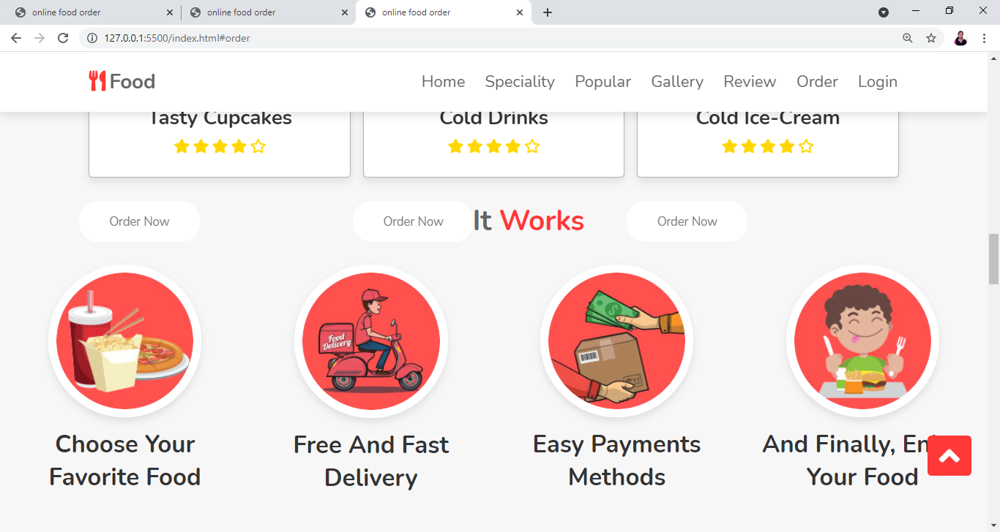 online food order
online food order
online food order
127.0.0.1:5500/index.html#order
Food
Home Speciality Popular Gallery Review Order Login
Tasty Cupcakes
Cold Drinks
Cold Ice-Cream
Order Now
Order Now
It Works
Order Now
Food
Delivery
Choose Your
Favorite Food
Free And Fast
Delivery
Easy Payments
Methods
And Finally, En
Your Food